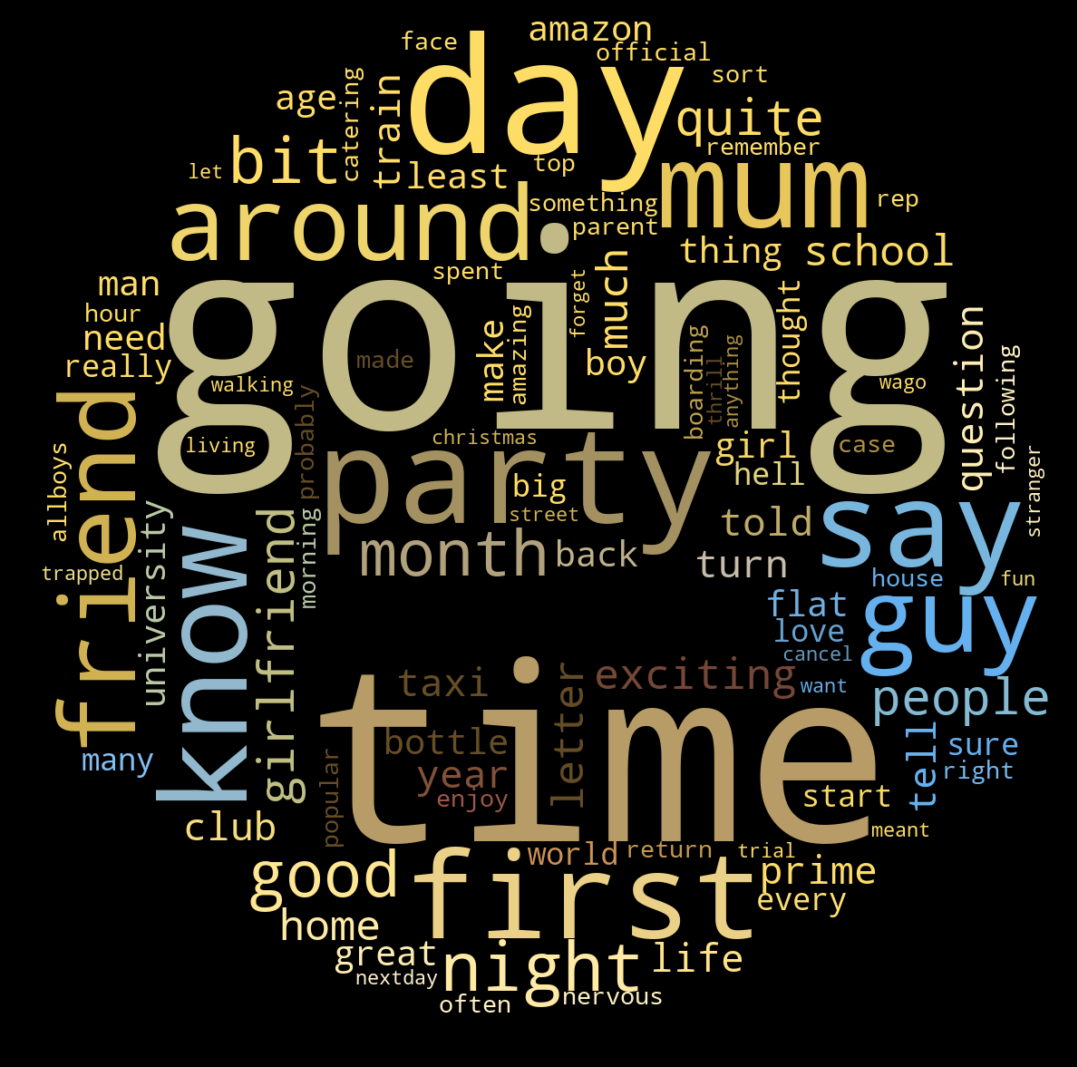 amazon
face
official
day
sort
age
catering
train
quite
remember
bit
let
least
top
mum
rep
around
something
parent
thing
school
spent
man
hour
need
really
going
forget
much
make
amazing
boy
thought
question
made
walking
boarding
thrill
anything
wago
following
living
probably
christmas
girl
case
friend
allboys
party
big
hell
stranger
street
told
say
know
university
girlfriend
morning
month
back
turn
trapped
house
fun
flat
guy
love
cancel
taxi
letter
exciting
want
people
time
many
bottle
year
enjoy
popular
tell
sure
right
start
club
meant
world
return
trial
good
first
prime
every
home
great
night
life
nextday
often
nervous